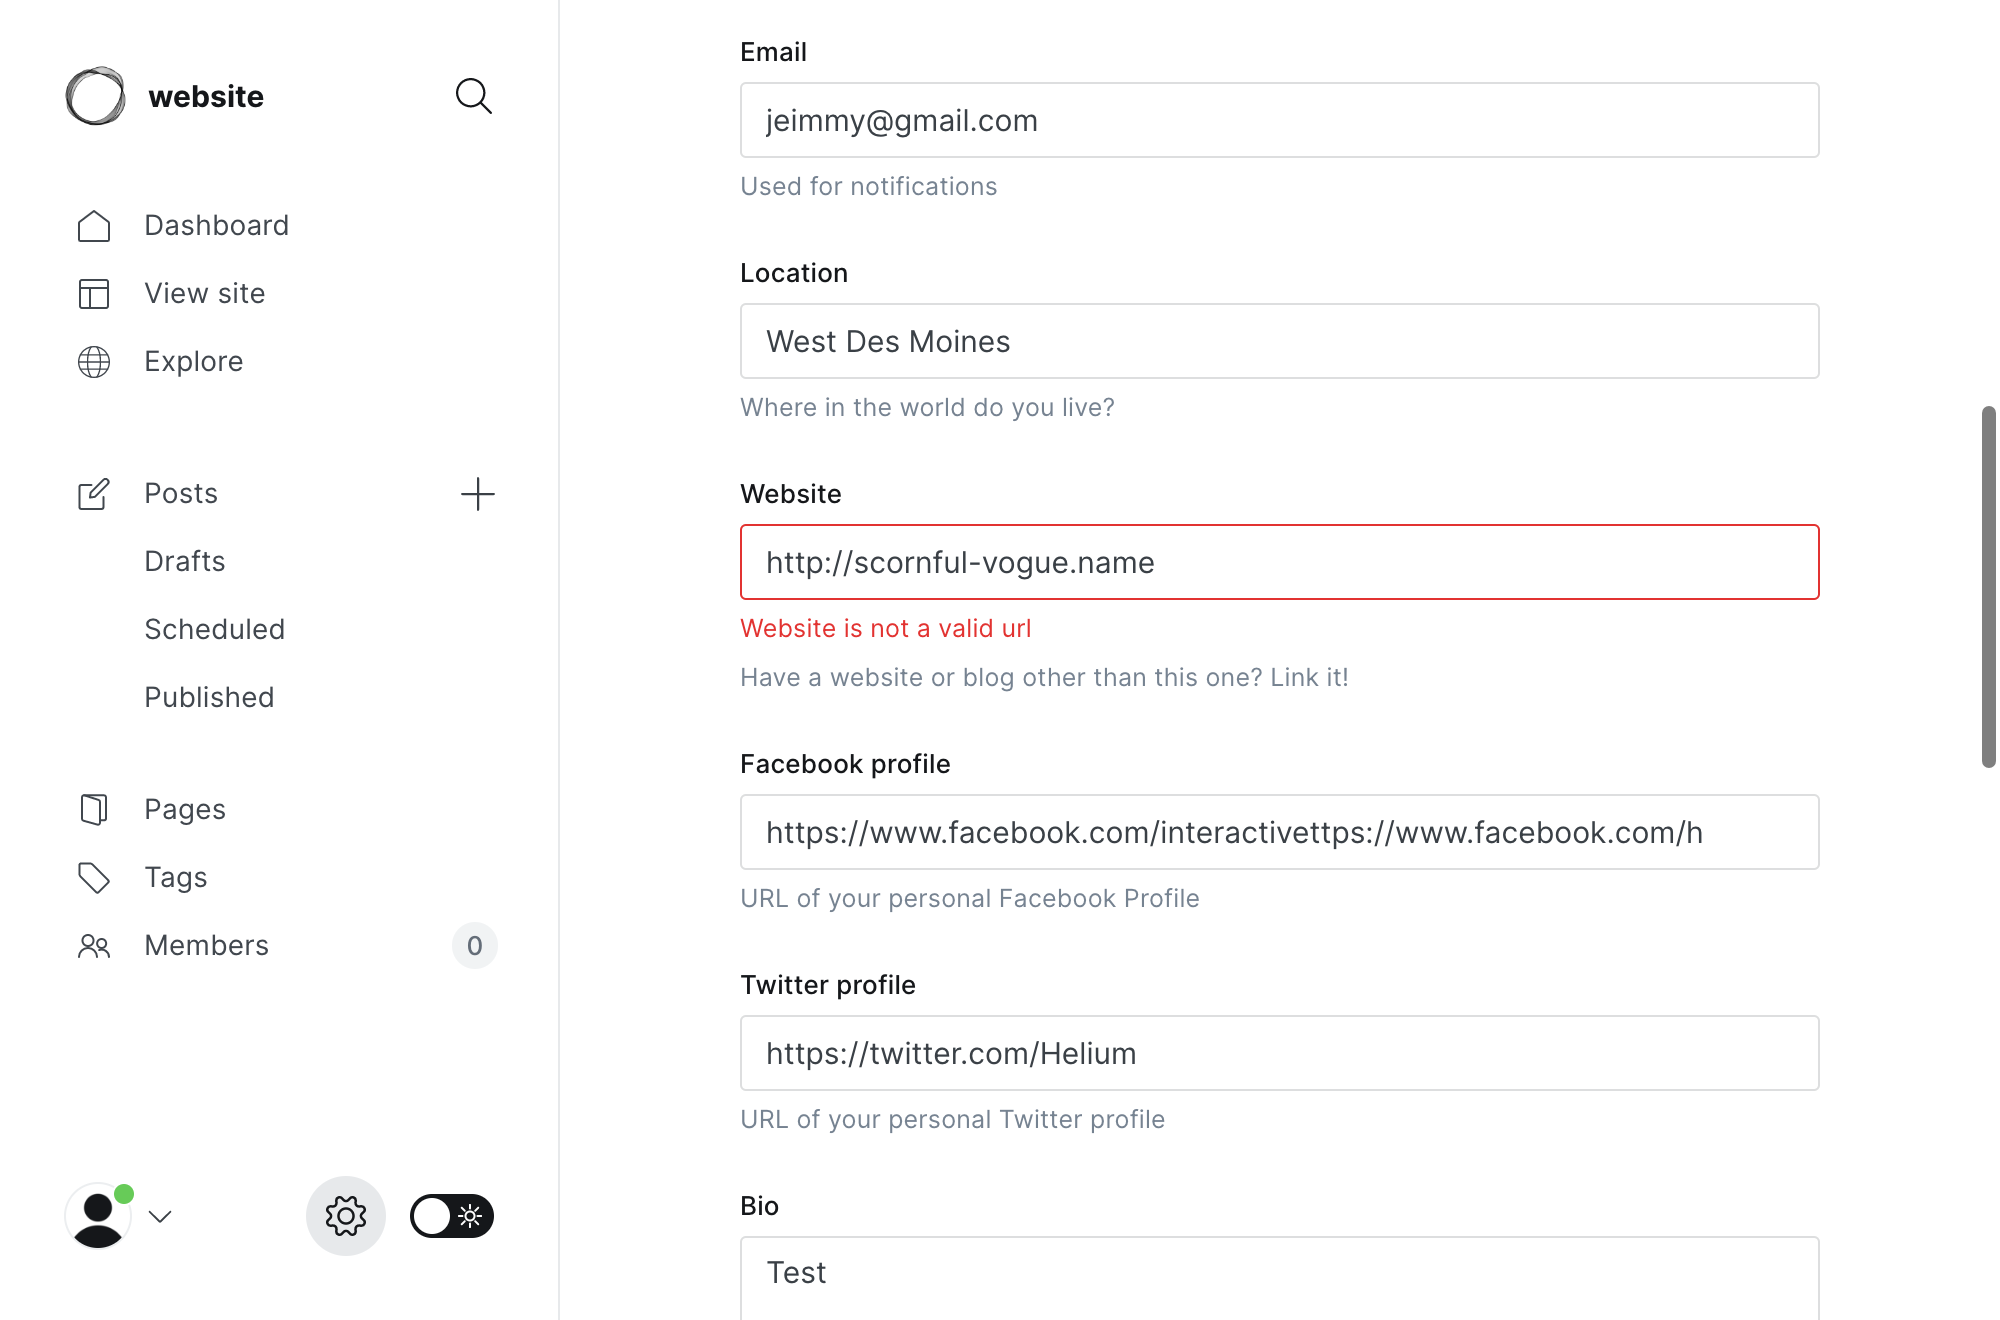 website
Dashboard
View site
Explore
Posts
Drafts
Scheduled
Published
Pages
Tags
Members
0
Email
jeimmy@gmail.com
Used for notifications
Location
West Des Moines
Where in the world do you live?
Website
http://scornful-vogue.name
Website is not a valid url
Have a website or blog other than this one? Link it!
Facebook profile
https://www.facebook.com/interactivettps://www.facebook.com/h
URL of your personal Facebook Profile
Twitter profile
https://twitter.com/Helium
URL of your personal Twitter profile
Bio
Test